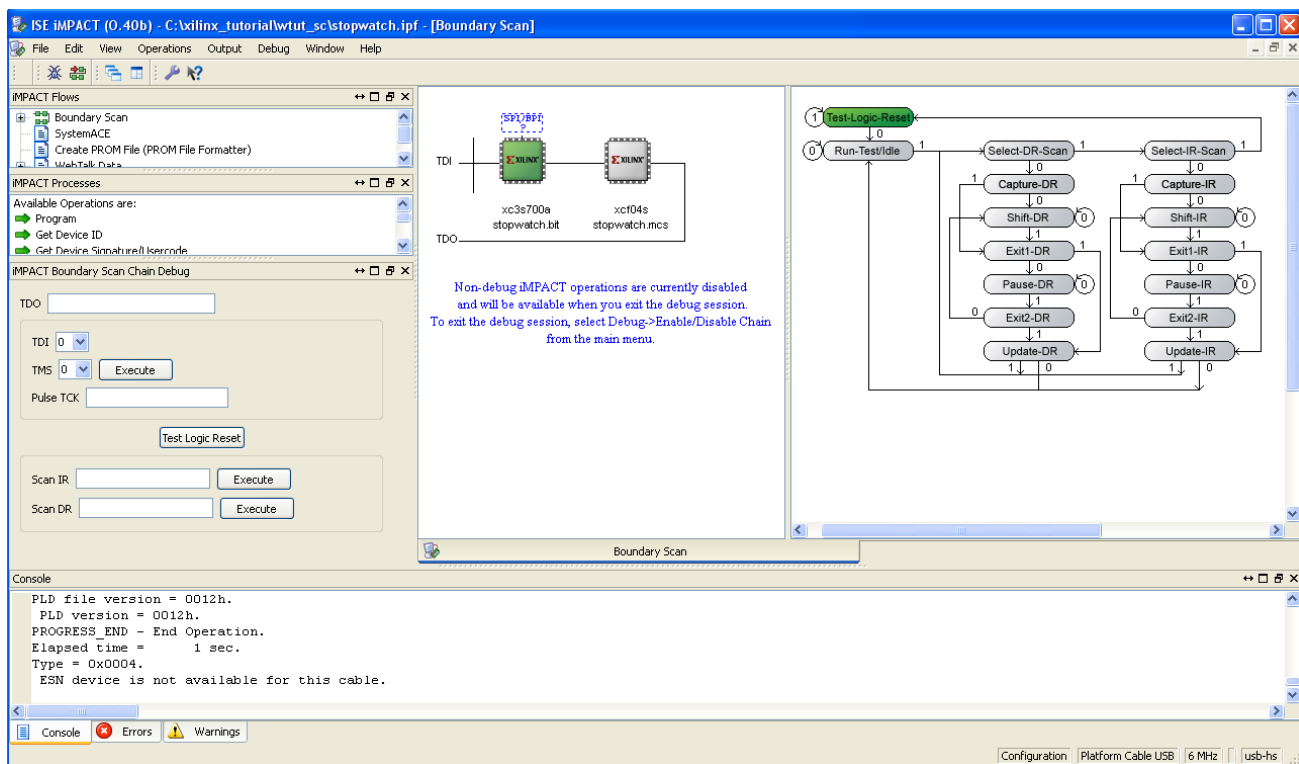 ISE iMPACT (O.40b) - C:\xilinx_tutorial\wtut_sc\stopwatch.ipf - [Boundary Scan]
File Edit View Operations Output Debug Window Help
iMPACT Flows
Boundary Scan
SystemACE
Create PROM File (PROM File Formatter)
WebTalk Data
iMPACT Processes
Available Operations are:
Program
Get Device ID
Get Device Signature/Usercode
iMPACT Boundary Scan Chain Debug
TDO
TDI 0
TMS 0 Execute
Pulse TCK
Test Logic Reset
Scan IR Execute
Scan DR Execute
SPI/BPI
?
TDI XILINX XILINX
xc3s700a xcf04s
stopwatch.bit stopwatch.mcs
TDO
Non-debug iMPACT operations are currently disabled
and will be available when you exit the debug session.
To exit the debug session, select Debug->Enable/Disable Chain
from the main menu.
Boundary Scan
1 Test-Logic-Reset
0
0 Run-Test/Idle 1 Select-DR-Scan 1 Select-IR-Scan 1
0 0
1 Capture-DR 1 Capture-IR
0 0
Shift-DR 0 Shift-IR 0
1 1
Exit1-DR 1 Exit1-IR 1
0 0
Pause-DR 0 Pause-IR 0
1 1
0 Exit2-DR 0 Exit2-IR
1 1
Update-DR Update-IR
1 0 1 0
Console
PLD file version = 0012h.
PLD version = 0012h.
PROGRESS_END - End Operation.
Elapsed time = 1 sec.
Type = 0x0004.
ESN device is not available for this cable.
Console Errors Warnings
Configuration Platform Cable USB 6 MHz usb-hs